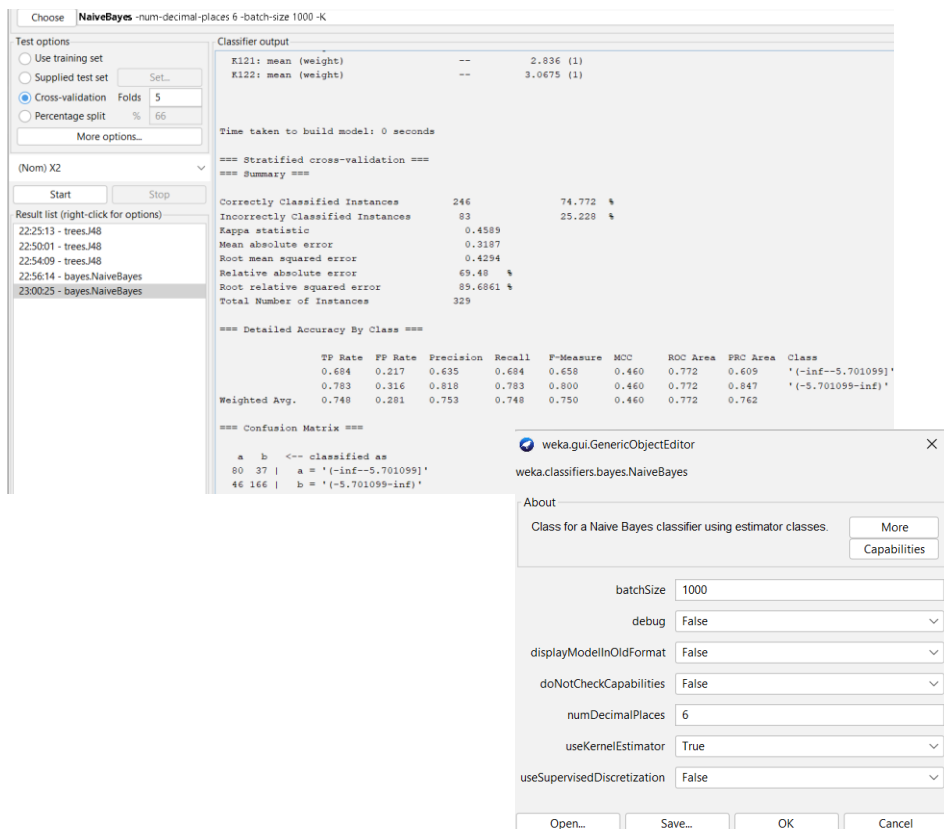 Choose NaiveBayes -num-decimal-places 6 -batch-size 1000 -K
Test options
Use training set
Supplied test set Set...
Cross-validation Folds 5
Percentage split % 66
More options...
(Nom) X2
Start Stop
Result list (right-click for options)
22:25:13 - trees.J48
22:50:01 - trees.J48
22:54:09 - trees.J48
22:56:14 - bayes.NaiveBayes
23:00:25 - bayes.NaiveBayes
Classifier output
K121: mean (weight) -- 2.836 (1)
K122: mean (weight) -- 3.0675 (1)
Time taken to build model: 0 seconds
=== Stratified cross-validation ===
=== Summary ===
Correctly Classified Instances 246 74.772 %
Incorrectly Classified Instances 83 25.228 %
Kappa statistic 0.4589
Mean absolute error 0.3187
Root mean squared error 0.4294
Relative absolute error 69.48 %
Root relative squared error 89.6861 %
Total Number of Instances 329
=== Detailed Accuracy By Class ===
TP Rate FP Rate Precision Recall F-Measure MCC ROC Area PRC Area Class
0.684 0.217 0.635 0.684 0.658 0.460 0.772 0.609 '(-inf--5.701099]'
0.783 0.316 0.818 0.783 0.800 0.460 0.772 0.847 '(-5.701099-inf)'
Weighted Avg. 0.748 0.281 0.753 0.748 0.750 0.460 0.772 0.762
=== Confusion Matrix ===
a b <-- classified as
80 37 | a = '(-inf--5.701099]'
46 166 | b = '(-5.701099-inf)'
weka.gui.GenericObjectEditor
weka.classifiers.bayes.NaiveBayes
About
Class for a Naive Bayes classifier using estimator classes. More
Capabilities
batchSize 1000
debug False
displayModelInOldFormat False
doNotCheckCapabilities False
numDecimalPlaces 6
useKernelEstimator True
useSupervisedDiscretization False
Open... Save... OK Cancel